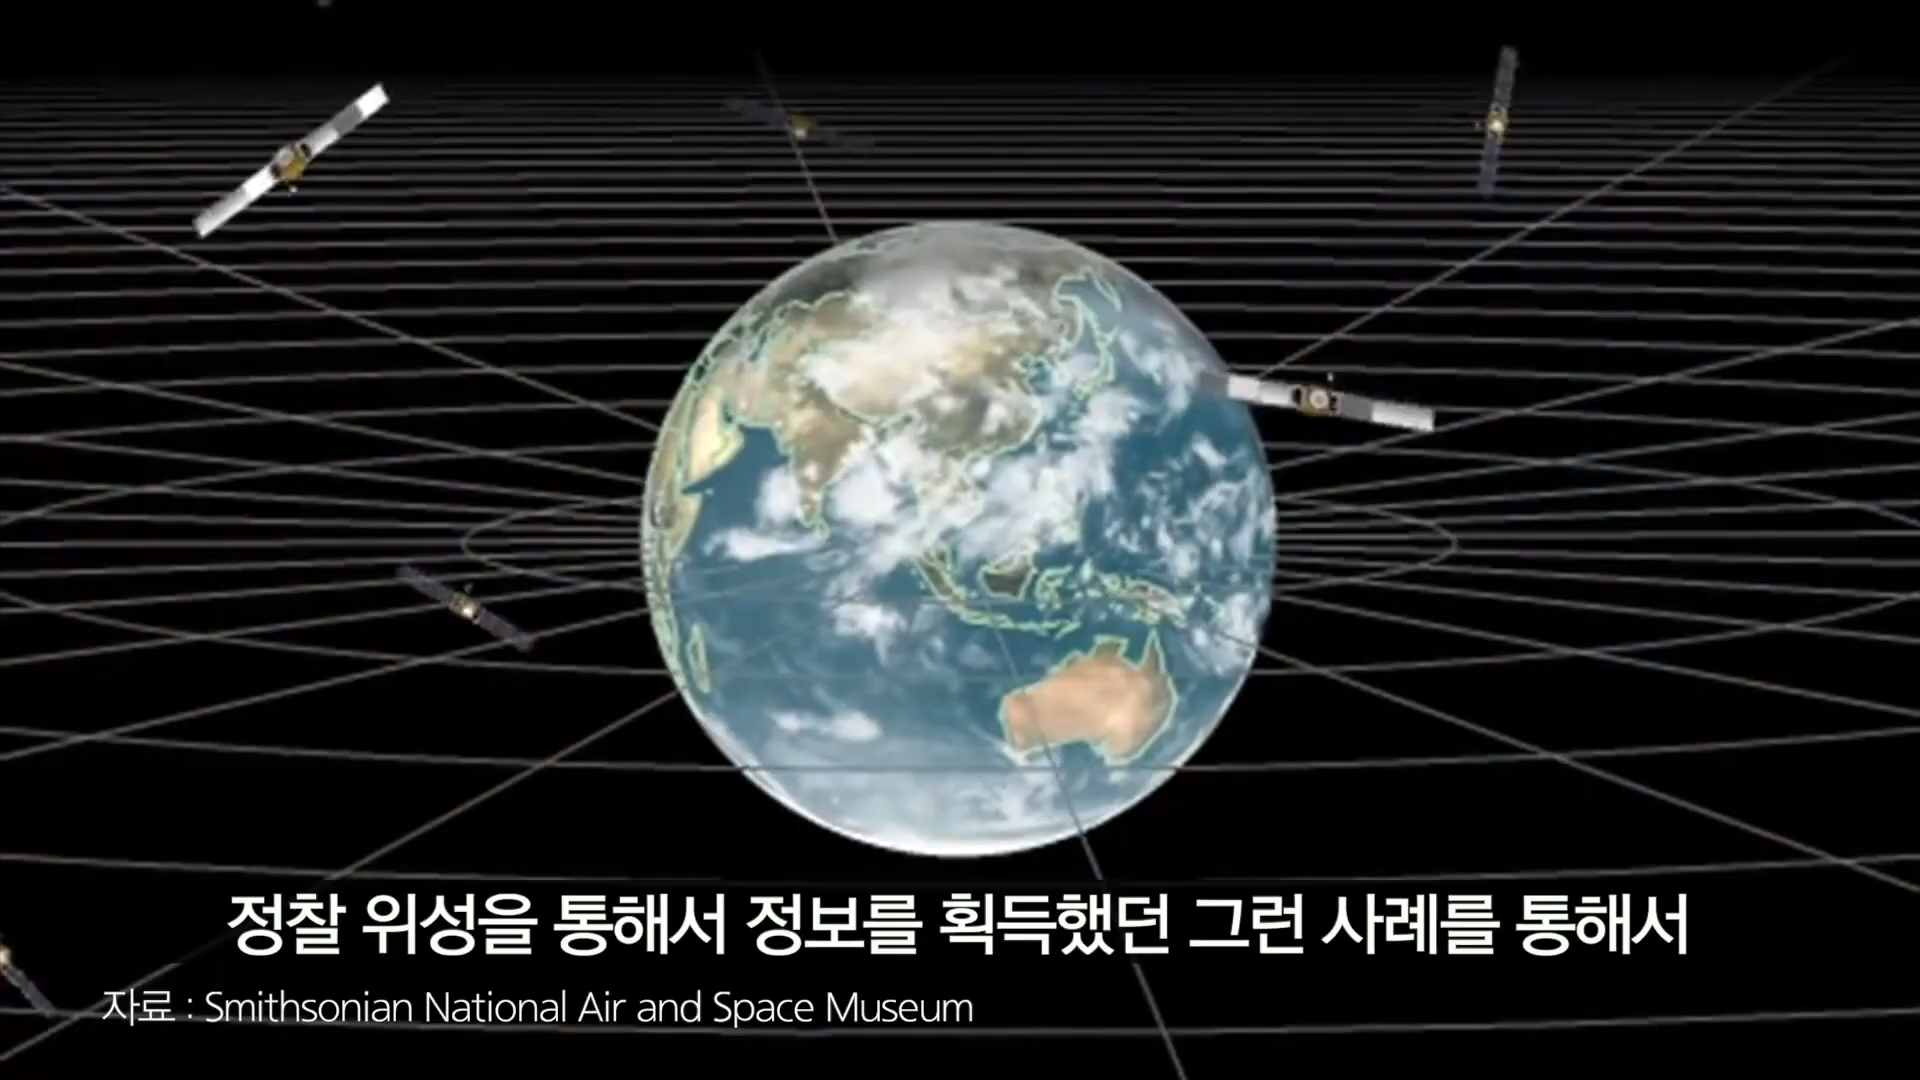 정찰 위성을 통해서 정보를 획득했던 그런 사례를 통해서
자료 : Smithsonian National Air and Space Museum